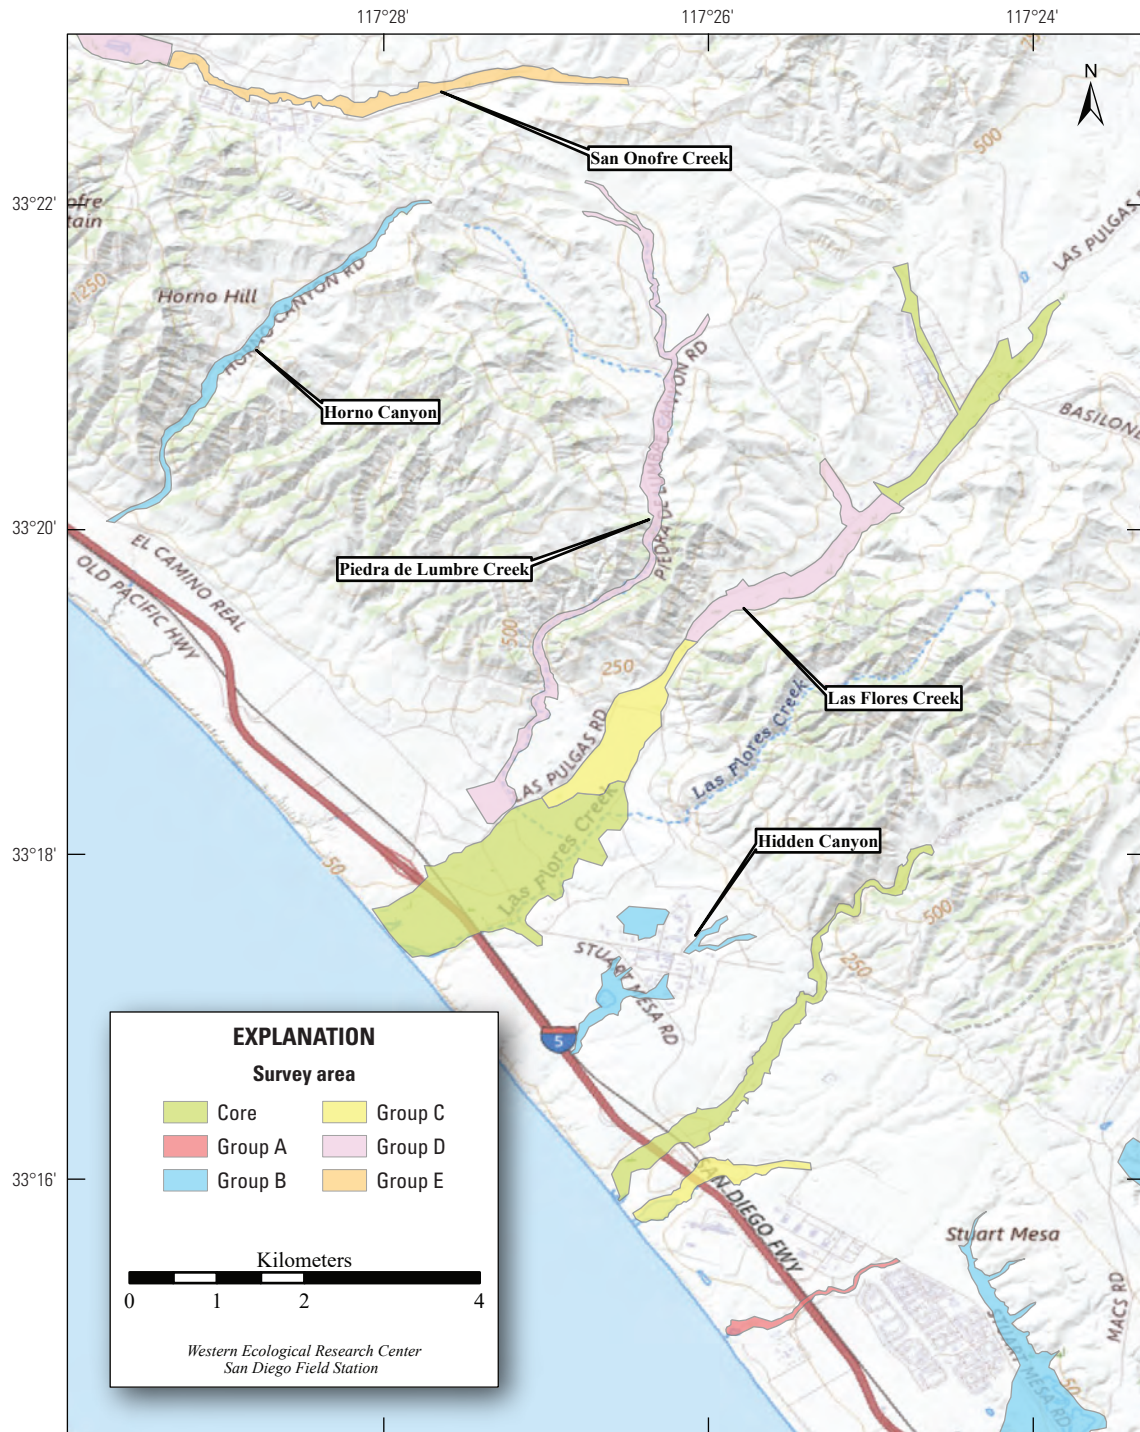 117°28'
117°26'
117°24'
N
500
San Onofre Creek
33°22'
ofre
tain
LAS PULGAS
1250
Horno Hill
HORNO CANYON RD
Horno Canyon
PIEDRA DE LUMBRE CANYON RD
BASILONE
33°20'
EL CAMINO REAL
OLD PACIFIC HWY
Piedra de Lumbre Creek
500
250
Las Flores Creek
LAS PULGAS RD
Las Flores Creek
Las Flores Creek
Hidden Canyon
33°18'
50
500
250
STUART MESA RD
5
EXPLANATION
Survey area
Core
Group A
Group B
Group C
Group D
Group E
33°16'
SAN DIEGO FWY
Stuart Mesa
MACS RD
STUART MESA RD
50
Kilometers
0 1 2 4
Western Ecological Research Center
San Diego Field Station